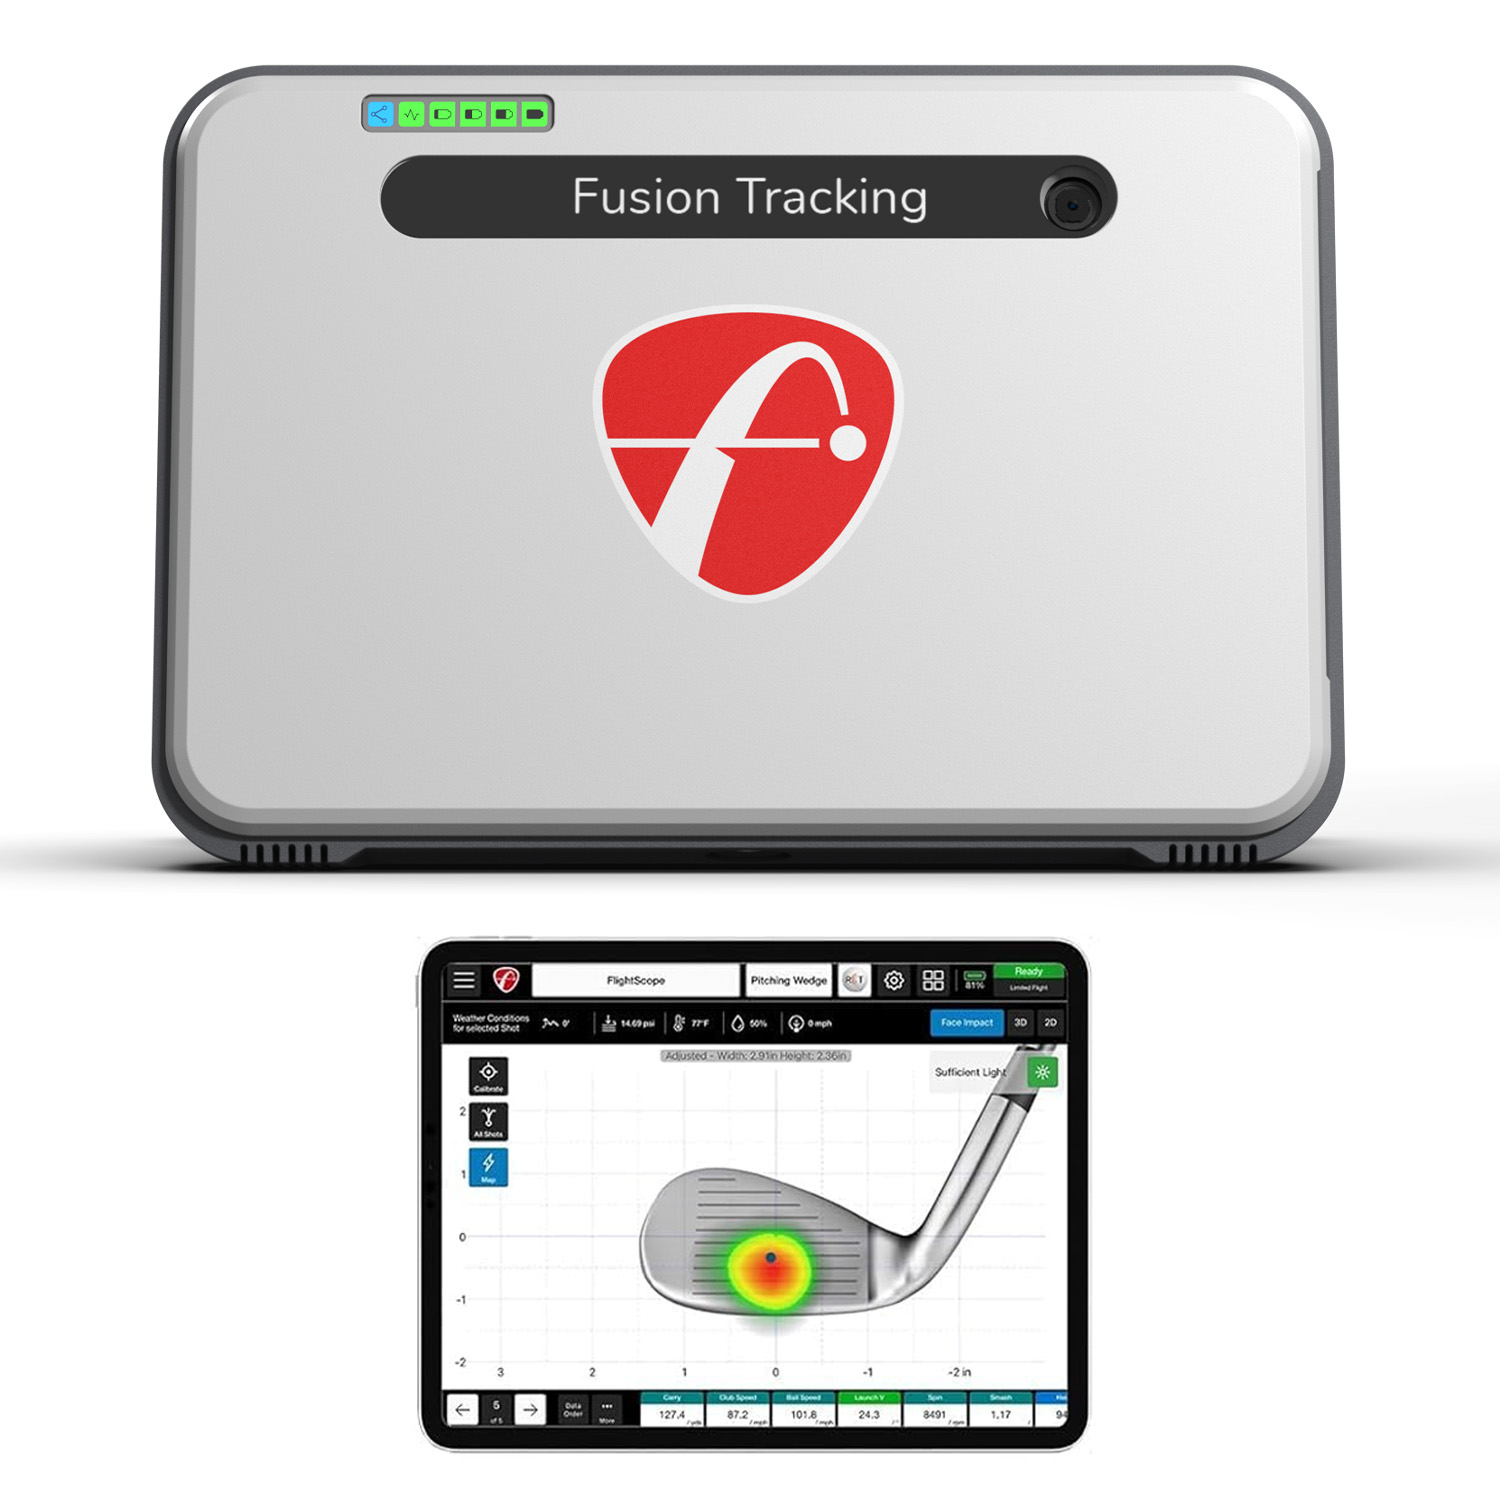 Fusion Tracking
FlightScope
Pitching Wedge
81%
Ready
Limited Flight
Weather Conditions
for selected Shot
0'
14.69 psi
77°F
50%
0 mph
Face Impact
3D
2D
Adjusted - Width: 2.91in Height: 2.36in
Sufficient Light
Calibrate
All Shots
Map
2
1
0
-1
-2
3 2 1 0 -1 -2 in
5
of 5
Data
Order
More
Carry
127.4
/ yds
Club Speed
87.2
/ mph
Ball Speed
101.8
/ mph
Launch V
24.3
/ °
Spin
8491
/ rpm
Smash
1.17
/